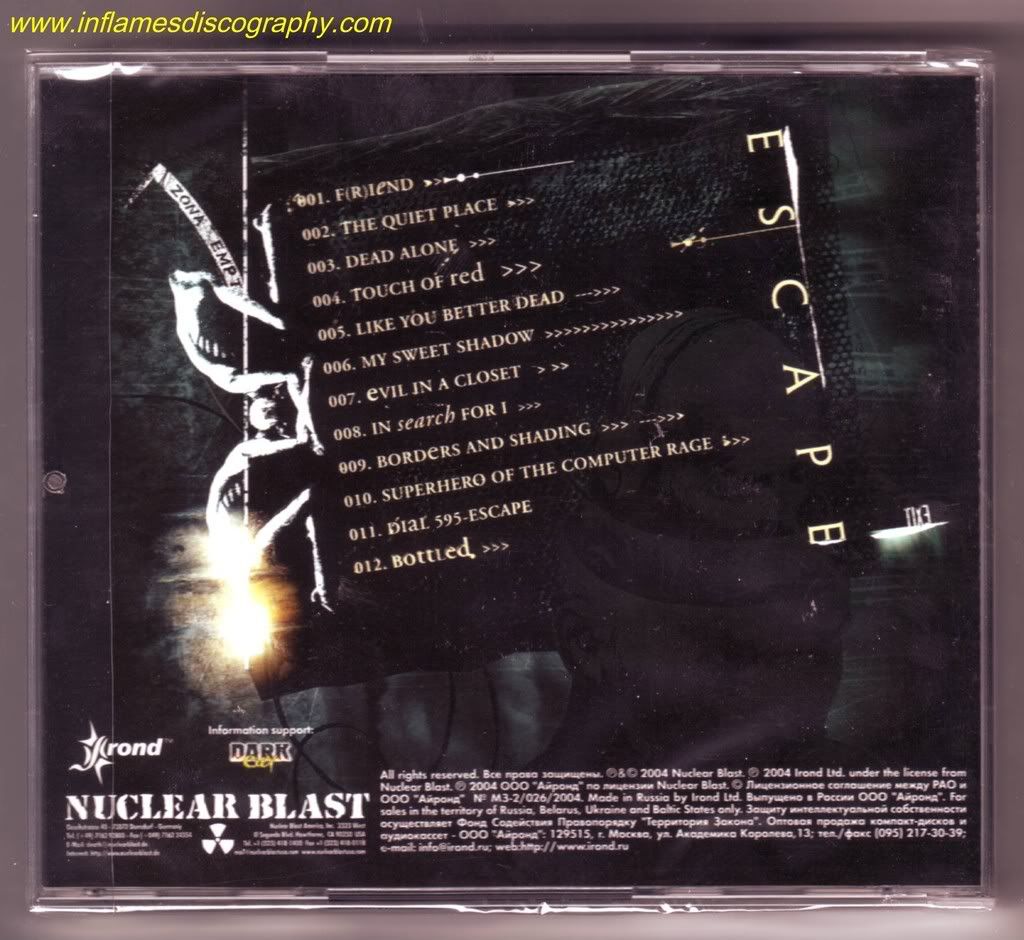 www.inflamesdiscography.com
ZONA EMPT
001. F(R)IEND >>
002. THE QUIET PLACE >>>
003. DEAD ALONE >>>
004. TOUCH OF red >>>
005. LIKE YOU BETTER DEAD --->>>
006. MY SWEET SHADOW >>>>>>>>>>>>>>>
007. eVIL IN A CLOSET > >>
008. IN search FOR I >>>
009. BORDeRS AND SHADING >>> --->>>
010. SUPERHERO OF THE COMPUTER RAGE >>>
011. DiaL 595-ESCAPE
012. BOTTLED. >>>
ESCAPE
EXIT
irond™
Information support:
DARK
City
NUCLEAR BLAST
All rights reserved. Все права защищены. ℗&© 2004 Nuclear Blast. ℗ 2004 Irond Ltd. under the license from
Nuclear Blast. © 2004 ООО "Айронд" по лицензии Nuclear Blast. © Лицензионное соглашение между РАО и
ООО "Айронд" № МЗ-2/026/2004. Made in Russia by Irond Ltd. Выпущено в России ООО "Айронд". For
sales in the territory of Russia, Belarus, Ukraine and Baltic States only. Защиту интеллектуальной собственности
осуществляет Фонд Содействия Правопорядку "Территория Закона". Оптовая продажа компакт-дисков и
аудиокассет - ООО "Айронд": 129515, г. Москва, ул. Академика Королева,13; тел./факс (095) 217-30-39;
e-mail: info@irond.ru; web:http://www.irond.ru